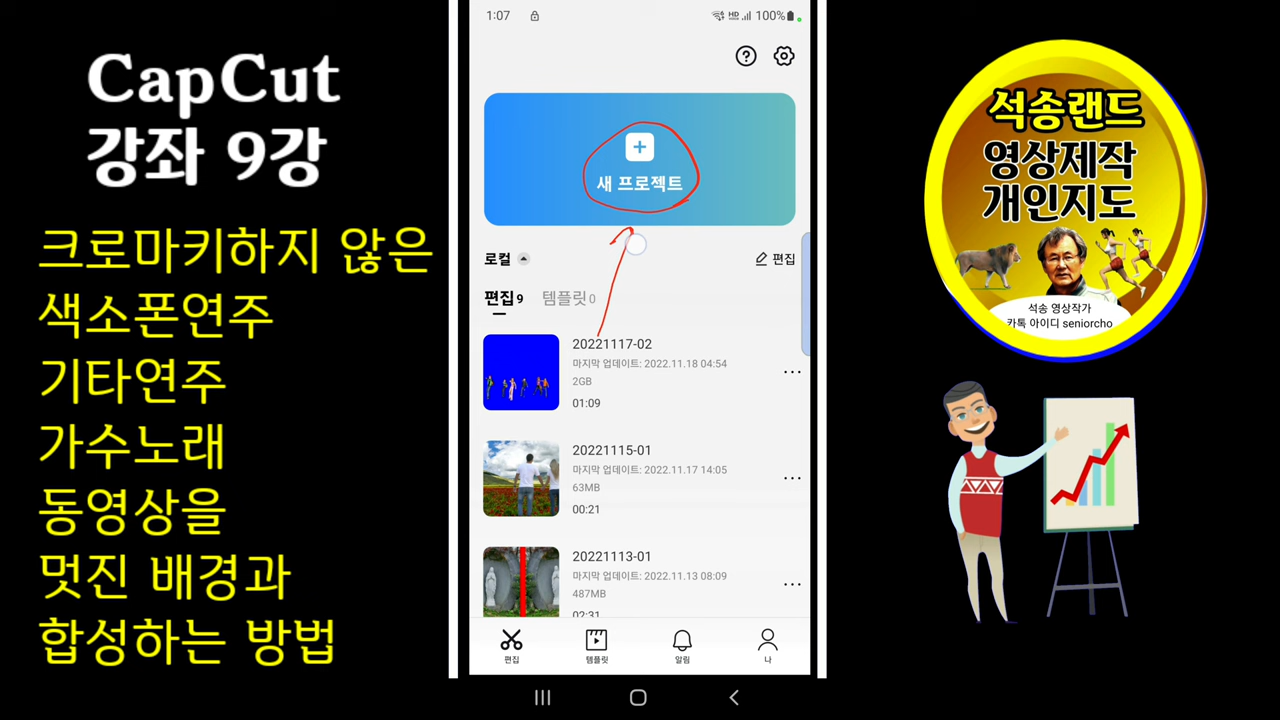 CapCut
강좌 9강
크로마키하지 않은
색소폰연주
기타연주
가수노래
동영상을
멋진 배경과
합성하는 방법
1:07
HD
100%
새 프로젝트
로컬
편집
편집 9
템플릿 0
20221117-02
마지막 업데이트: 2022.11.18 04:54
2GB
01:09
20221115-01
마지막 업데이트: 2022.11.17 14:05
63MB
00:21
20221113-01
마지막 업데이트: 2022.11.13 08:09
487MB
02:31
편집
템플릿
알림
나
석송랜드
영상제작
개인지도
석송 영상작가
카톡 아이디 seniorcho